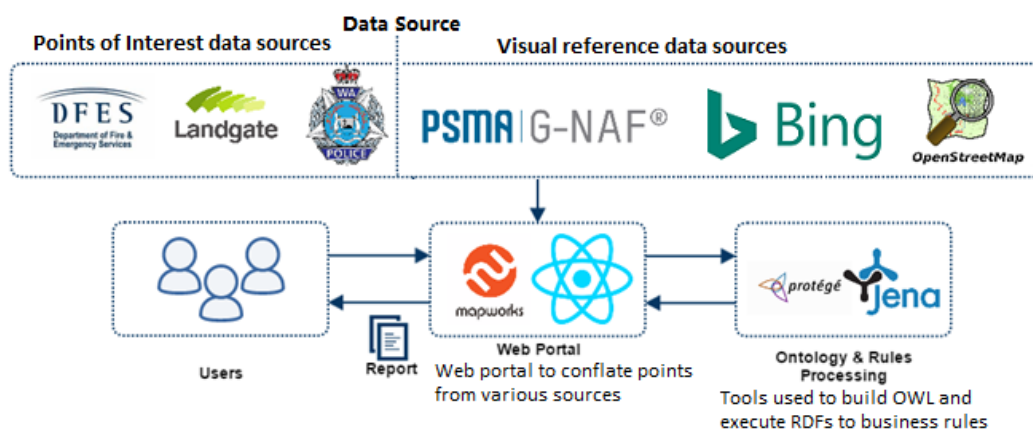 Data Source
Points of Interest data sources
Visual reference data sources
DFES
Department of Fire &
Emergency Services
Landgate
WA
POLICE
PSMA G-NAF®
Bing
OpenStreetMap
mapworks
protégé
Jena
Users
Report
Web Portal
Web portal to conflate points
from various sources
Ontology & Rules
Processing
Tools used to build OWL and
execute RDFs to business rules